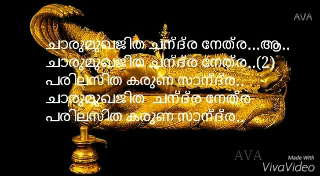 AVA
ചാരുമുഖജിത ചന്ദ്ര നേത്ര...ആ..
ചാരുമുഖജിത ചന്ദ്ര നേത്ര..(2)
പരിലസിത കരുണ സാന്ദ്ര..
ചാരുമുഖജിത ചന്ദ്ര നേത്ര
പരിലസിത കരുണ സാന്ദ്ര.
AVA
Made With
VivaVideo